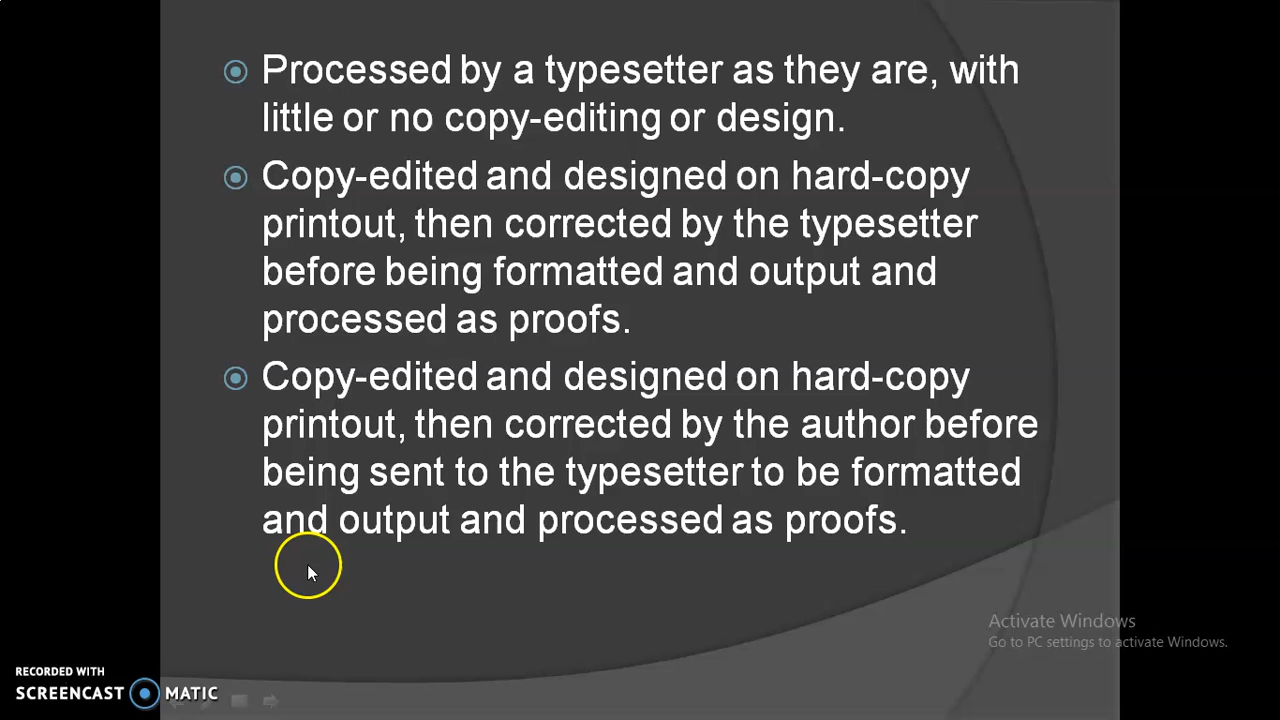 Processed by a typesetter as they are, with
little or no copy-editing or design.
Copy-edited and designed on hard-copy
printout, then corrected by the typesetter
before being formatted and output and
processed as proofs.
Copy-edited and designed on hard-copy
printout, then corrected by the author before
being sent to the typesetter to be formatted
and output and processed as proofs.
Activate Windows
Go to PC settings to activate Windows.
RECORDED WITH
SCREENCAST MATIC